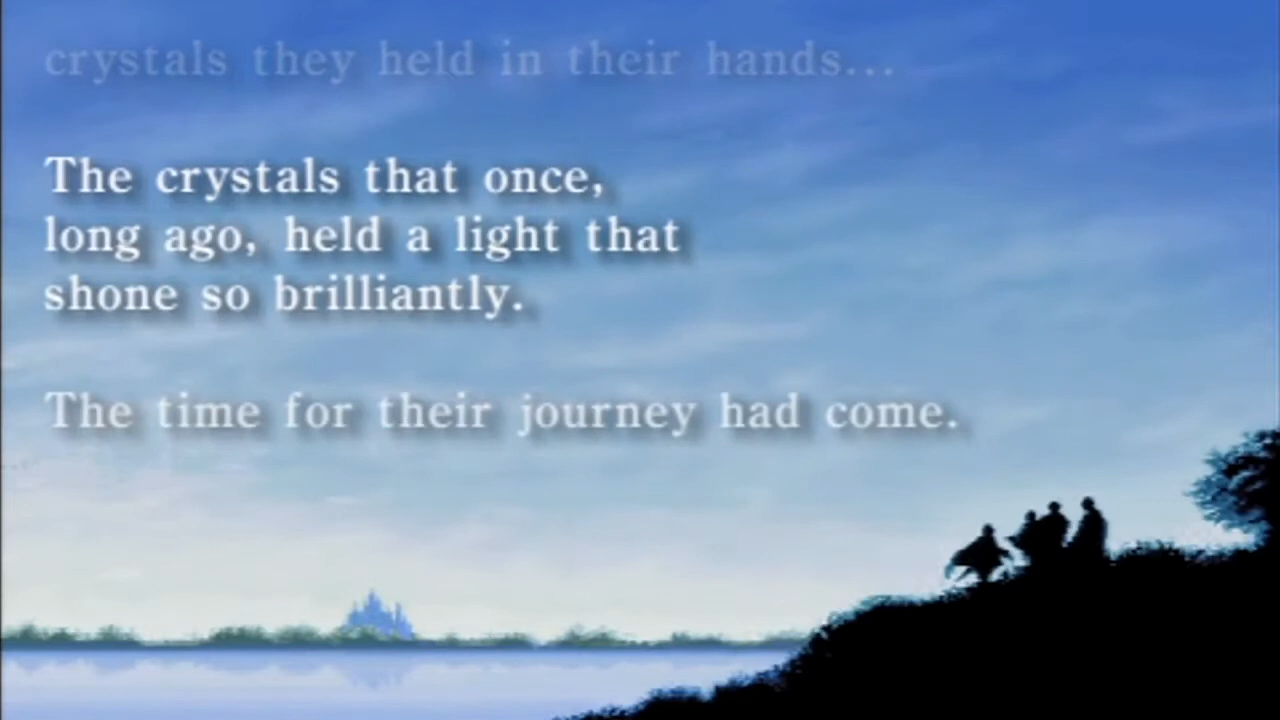 crystals they held in their hands...
The crystals that once,
long ago, held a light that
shone so brilliantly.
The time for their journey had come.